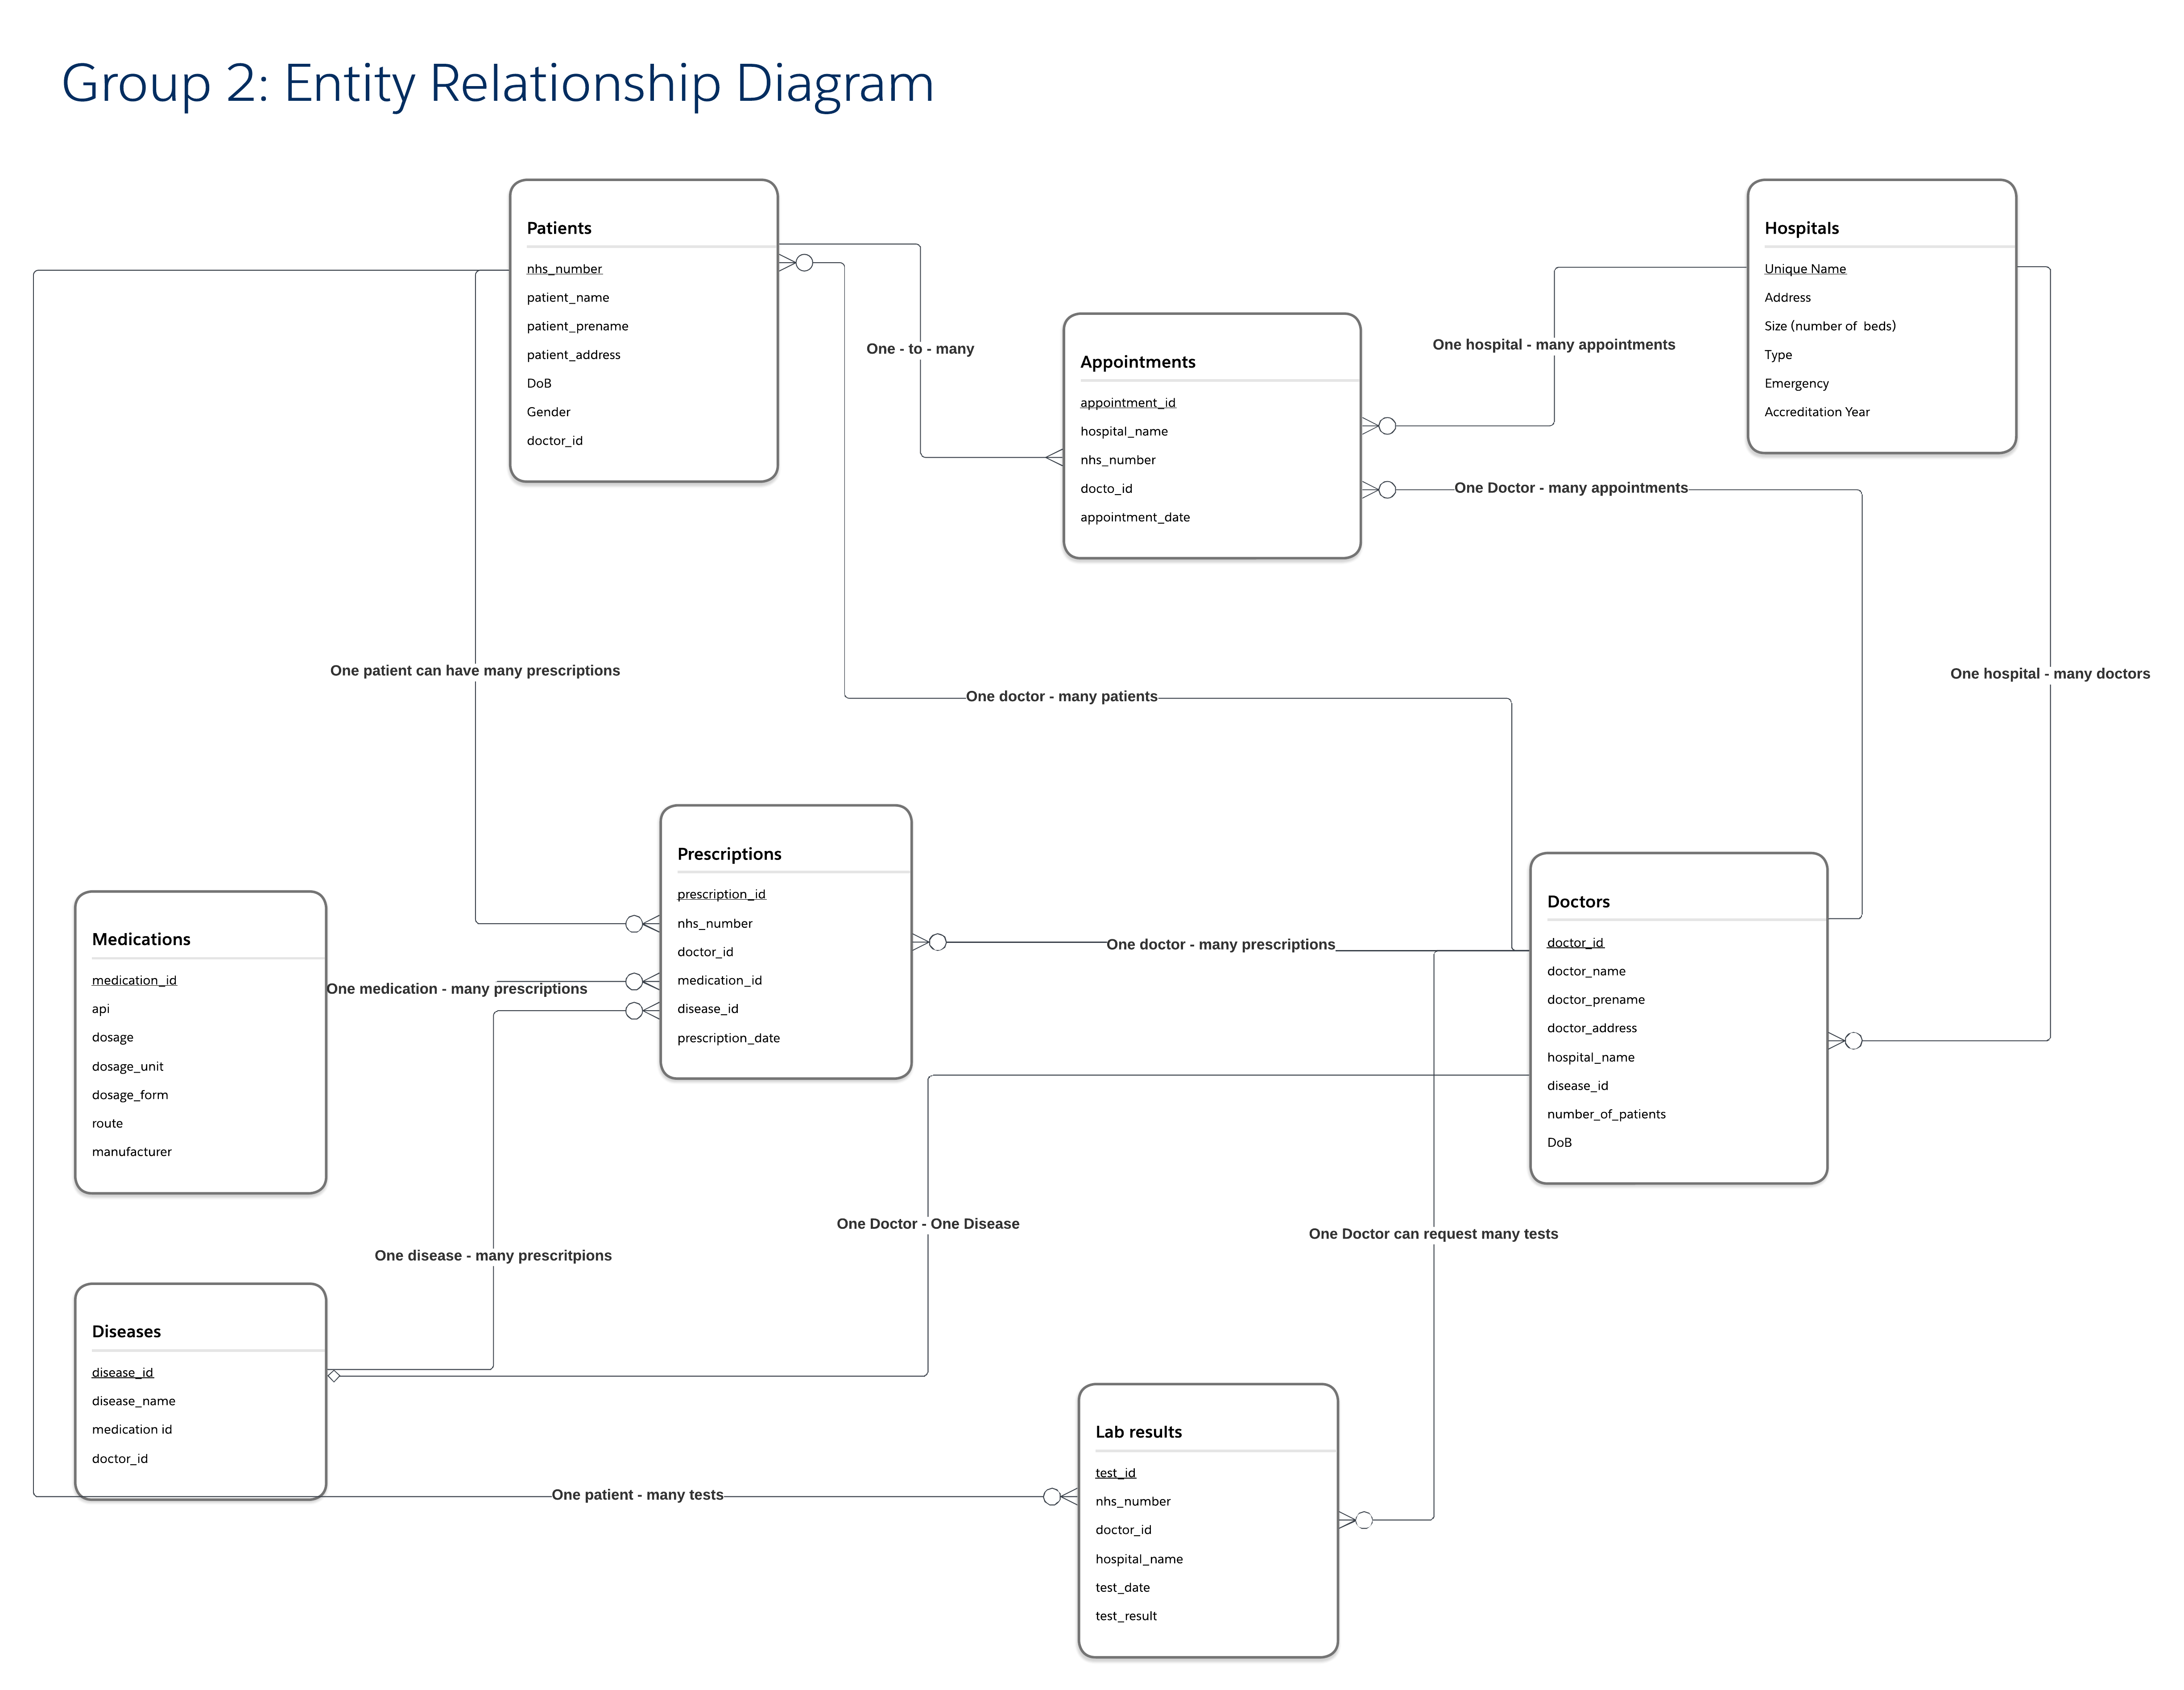 Group 2: Entity Relationship Diagram
Patients
nhs_number
patient_name
patient_prename
patient_address
DoB
Gender
doctor_id
Hospitals
Unique Name
Address
Size (number of  beds)
Type
Emergency
Accreditation Year
One - to - many
Appointments
appointment_id
hospital_name
nhs_number
docto_id
appointment_date
One hospital - many appointments
One Doctor - many appointments
One patient can have many prescriptions
One doctor - many patients
One hospital - many doctors
Prescriptions
prescription_id
nhs_number
doctor_id
medication_id
disease_id
prescription_date
Medications
medication_id
api
dosage
dosage_unit
dosage_form
route
manufacturer
One medication - many prescriptions
One doctor - many prescriptions
Doctors
doctor_id
doctor_name
doctor_prename
doctor_address
hospital_name
disease_id
number_of_patients
DoB
One Doctor - One Disease
One Doctor can request many tests
One disease - many prescritpions
Diseases
disease_id
disease_name
medication id
doctor_id
One patient - many tests
Lab results
test_id
nhs_number
doctor_id
hospital_name
test_date
test_result